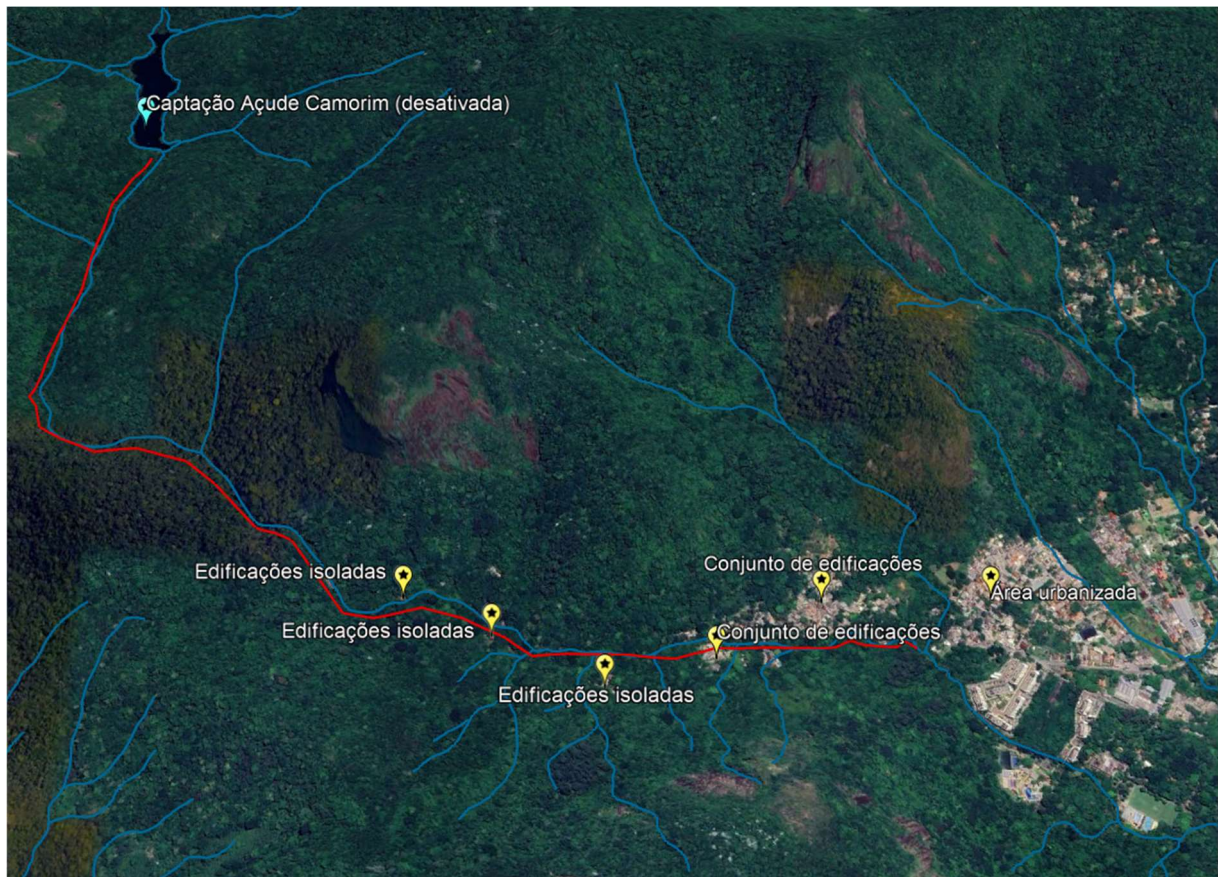 Captação Açude Camorim (desativada)
Edificações isoladas
Conjunto de edificações
Área urbanizada
Edificações isoladas
Conjunto de edificações
Edificações isoladas